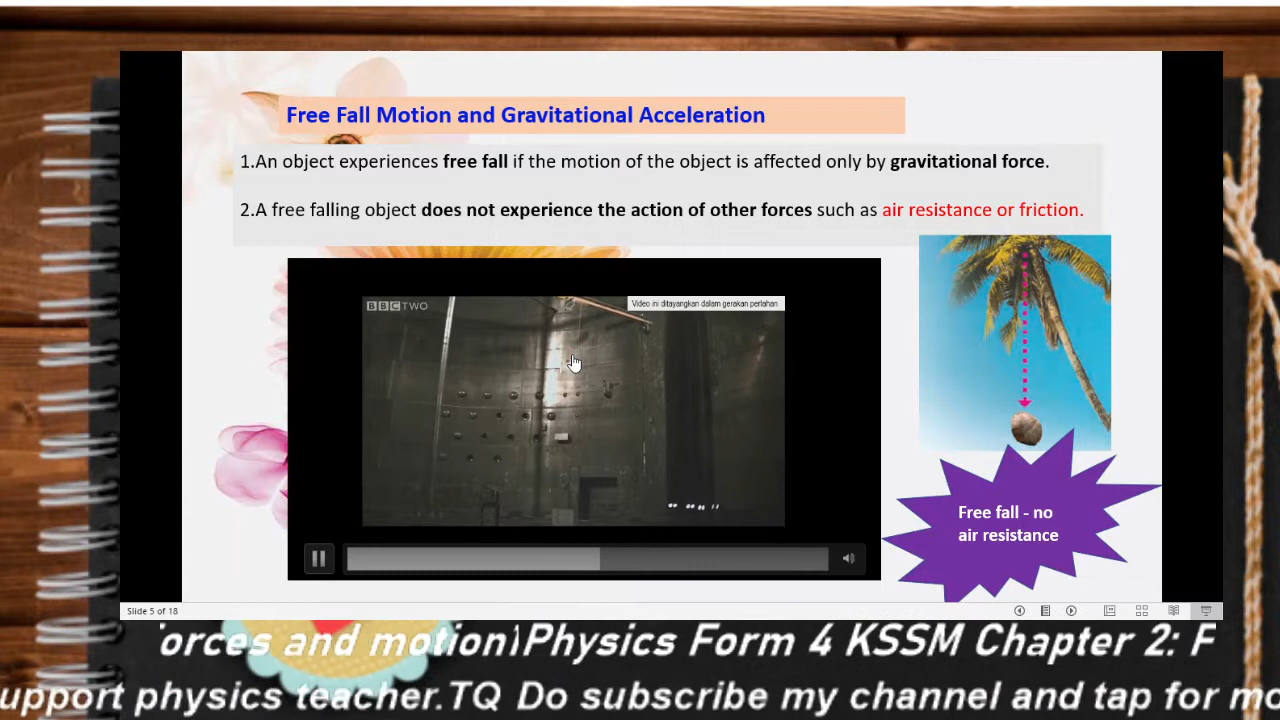 Free Fall Motion and Gravitational Acceleration
1.An object experiences free fall if the motion of the object is affected only by gravitational force.
2.A free falling object does not experience the action of other forces such as air resistance or friction.
BBC TWO
Video ini ditayangkan dalam gerakan perlahan
Free fall - no
air resistance
Slide 5 of 18
orces and motion)Physics Form 4 KSSM Chapter 2: F
upport physics teacher.TQ Do subscribe my channel and tap for mo